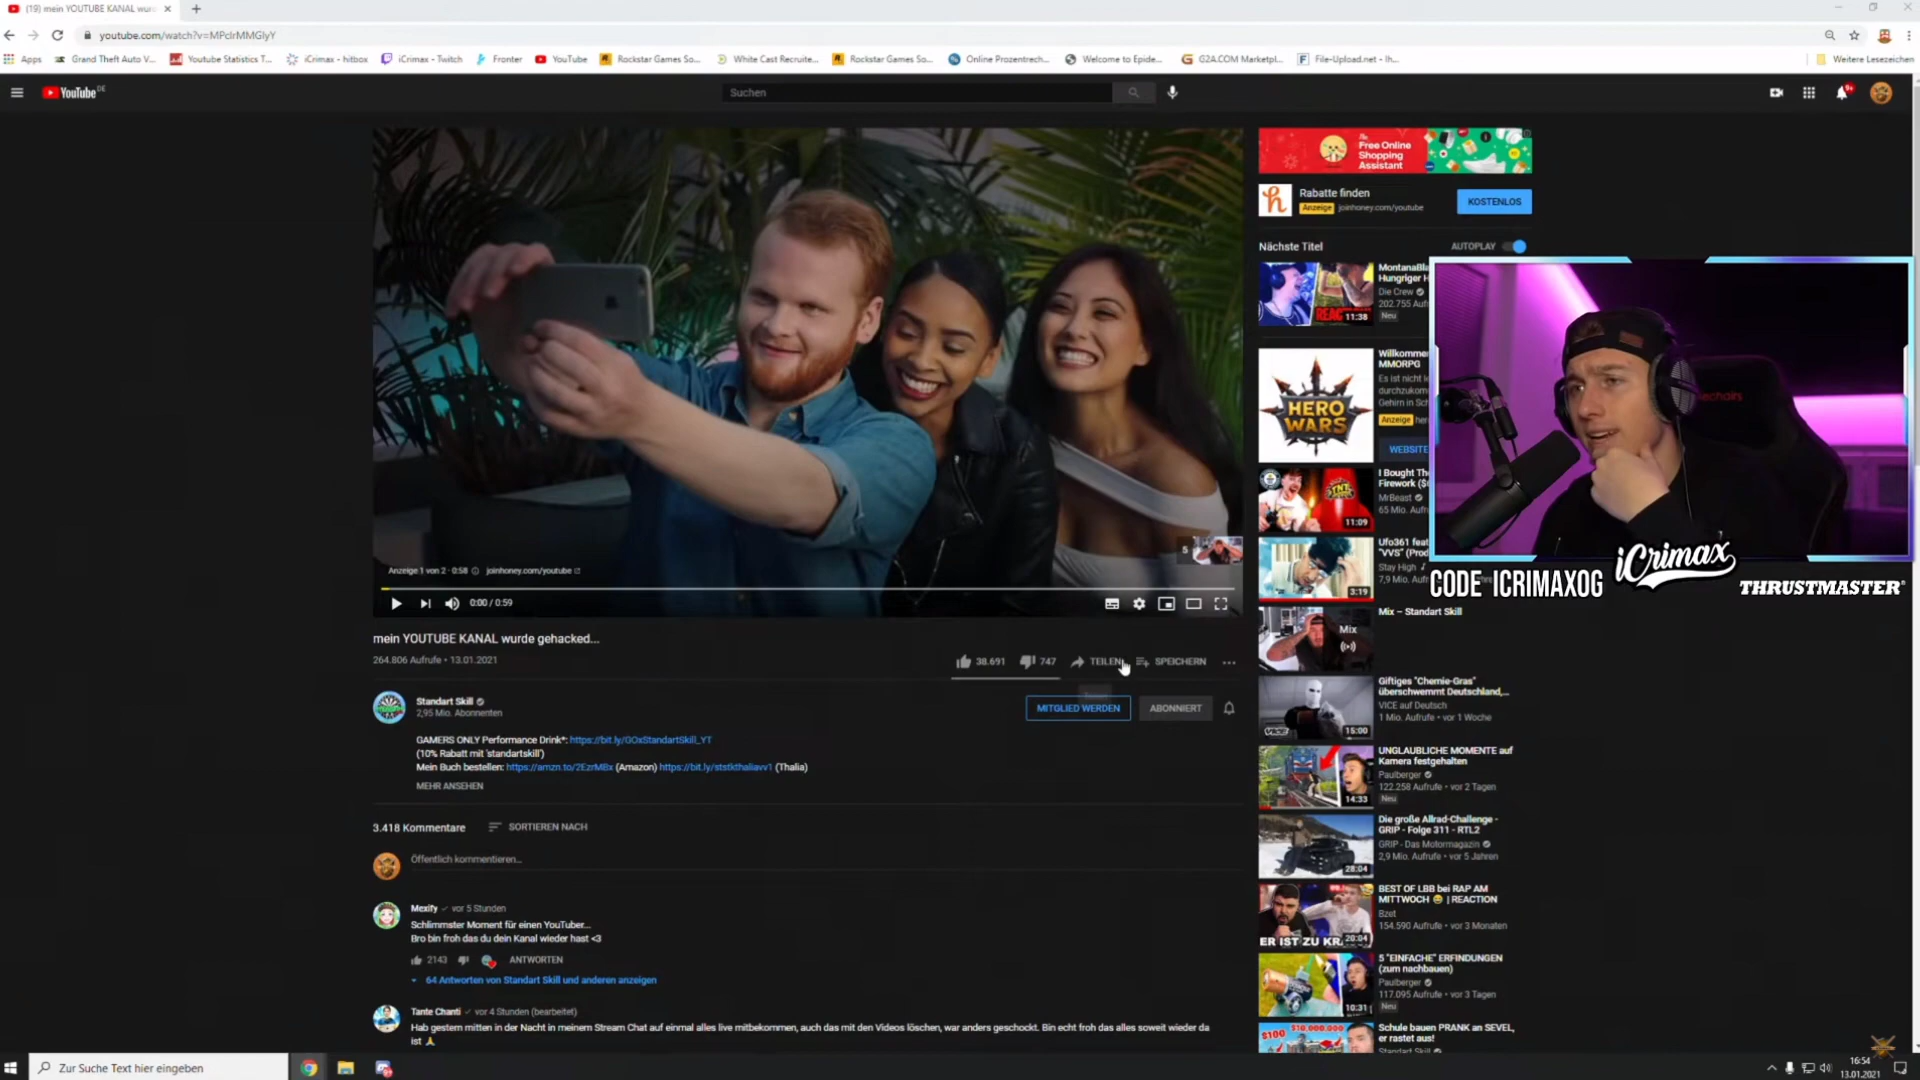 (19) mein YOUTUBE KANAL wurd
youtube.com/watch?v=MPcIrMMGlyY
Apps
Grand Theft Auto V...
Youtube Statistics T...
iCrimax - hitbox
iCrimax - Twitch
Fronter
YouTube
Rockstar Games So...
White Cast Recruite...
Rockstar Games So...
Online Prozentrech...
Welcome to Epide...
G2A.COM Marketpl...
File-Upload.net - Ih...
Weitere Lesezeichen
YouTube DE
Suchen
9+
Free Online
Shopping
Assistant
Rabatte finden
Anzeige joinhoney.com/youtube
KOSTENLOS
Nächste Titel
AUTOPLAY
MontanaBla
Hungriger H
Die Crew
202.755 Aufr
Neu
REAC
11:38
Willkommen
MMORPG
Es ist nicht le
durchzukom
Gehirn in Sch
Anzeige her
WEBSITE
HERO
WARS
I Bought The
Firework ($
MrBeast
65 Mio. Aufr
11:09
Ufo361 feat
"VVS" (Prod
Stay High
7,9 Mio. Aufr
3:19
CODE ICRIMAXOG
iCrimax
THRUSTMASTER
Mix – Standart Skill
Mix
Anzeige 1 von 2 · 0:58
joinhoney.com/youtube
5
0:00 / 0:59
mein YOUTUBE KANAL wurde gehacked...
264.806 Aufrufe • 13.01.2021
38.691
747
TEILEN
SPEICHERN
Standart Skill
2,95 Mio. Abonnenten
MITGLIED WERDEN
ABONNIERT
GAMERS ONLY Performance Drink*: https://bit.ly/GOxStandartSkill_YT
(10% Rabatt mit 'standartskill')
Mein Buch bestellen: https://amzn.to/2EzrMBx (Amazon) https://bit.ly/ststkthaliavv1 (Thalia)
MEHR ANSEHEN
Giftiges "Chemie-Gras"
überschwemmt Deutschland,...
VICE auf Deutsch
1 Mio. Aufrufe • vor 1 Woche
VICE
15:00
UNGLAUBLICHE MOMENTE auf
Kamera festgehalten
Paulberger
122.258 Aufrufe • vor 2 Tagen
Neu
14:33
Die große Allrad-Challenge -
GRIP - Folge 311 - RTL2
GRIP - Das Motormagazin
2,9 Mio. Aufrufe • vor 5 Jahren
28:04
BEST OF LBB bei RAP AM
MITTWOCH 😂 | REACTION
Bzet
154.590 Aufrufe • vor 3 Monaten
ER IST ZU KR
20:04
5 "EINFACHE" ERFINDUNGEN
(zum nachbauen)
Paulberger
117.095 Aufrufe • vor 3 Tagen
Neu
10:31
Schule bauen PRANK an SEVEL,
er rastet aus!
Standart Skill
$100
$10.000.000
3.418 Kommentare
SORTIEREN NACH
Öffentlich kommentieren...
Mexify
vor 5 Stunden
Schlimmster Moment für einen YouTuber...
Bro bin froh das du dein Kanal wieder hast <3
2143
ANTWORTEN
64 Antworten von Standart Skill und anderen anzeigen
Tante Chanti
vor 4 Stunden (bearbeitet)
Hab gestern mitten in der Nacht in meinem Stream Chat auf einmal alles live mitbekommen, auch das mit den Videos löschen, war anders geschockt. Bin echt froh das alles soweit wieder da
ist 🙏
Zur Suche Text hier eingeben
16:54
13.01.2021